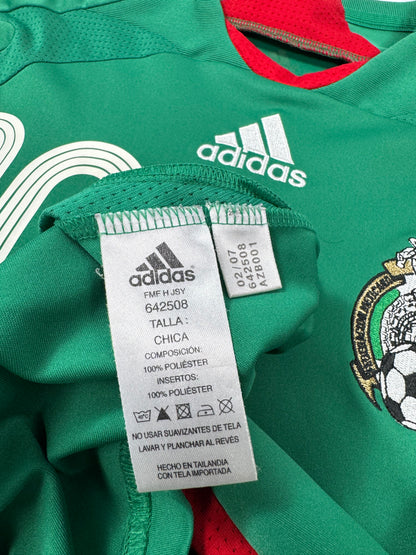 adidas
adidas
FMF H JSY
642508
TALLA :
CHICA
COMPOSICIÓN:
100% POLIÉSTER
INSERTOS:
100% POLIÉSTER
NO USAR SUAVIZANTES DE TELA
LAVAR Y PLANCHAR AL REVÉS
HECHO EN TAILANDIA
CON TELA IMPORTADA
02/07
642508
AZB001